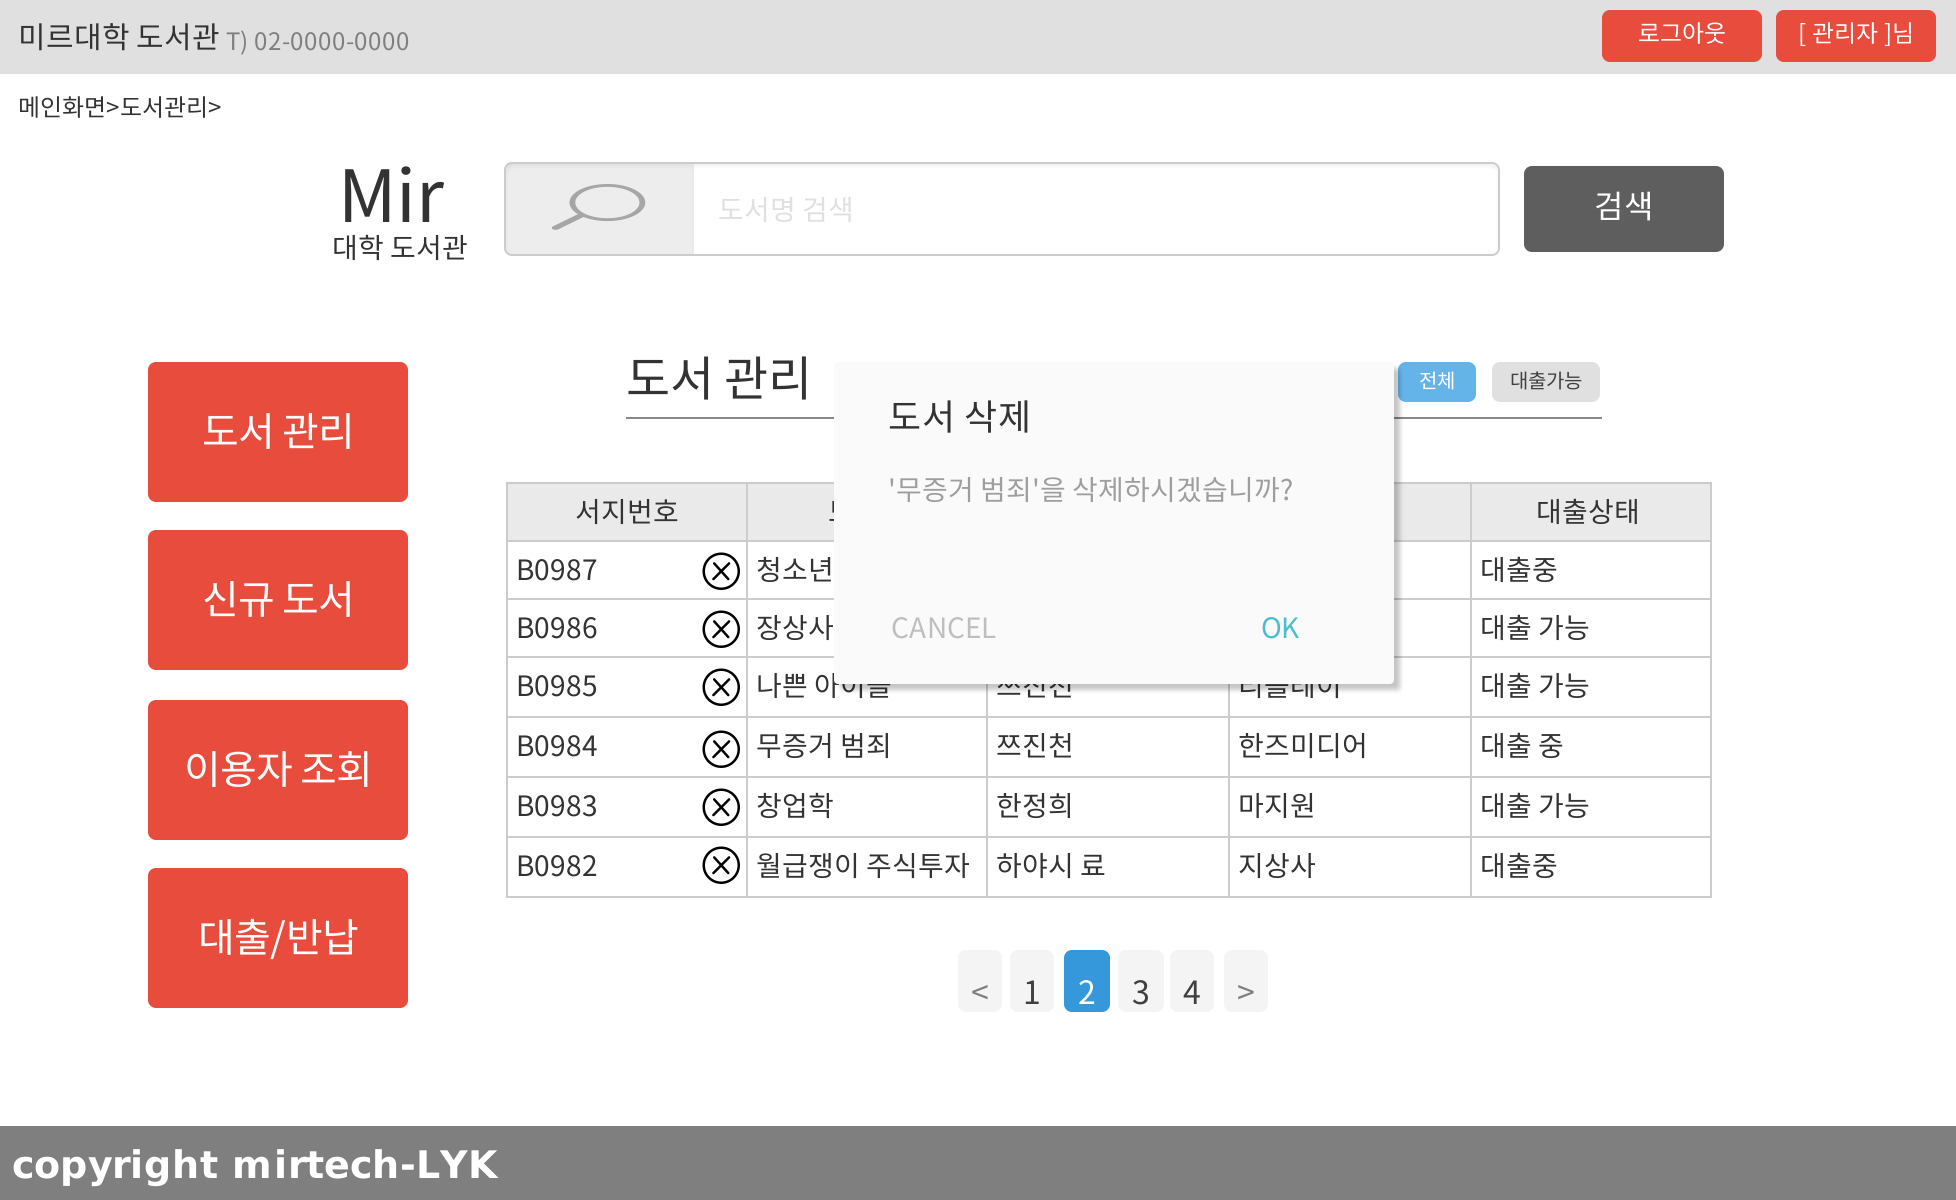 미르대학 도서관 T) 02-0000-0000
로그아웃
[ 관리자 ]님
메인화면>도서관리>
Mir
대학 도서관
도서명 검색
검색
도서 관리
신규 도서
이용자 조회
대출/반납
도서 관리
전체
대출가능
도서 삭제
'무증거 범죄'을 삭제하시겠습니까?
CANCEL
OK
서지번호 대출상태
B0987 청소년 대출중
B0986 장상사 대출 가능
B0985 나쁜 아이들 쯔진천 대출 가능
B0984 무증거 범죄 쯔진천 한즈미디어 대출 중
B0983 창업학 한정희 마지원 대출 가능
B0982 월급쟁이 주식투자 하야시 료 지상사 대출중
< 1 2 3 4 >
copyright mirtech-LYK